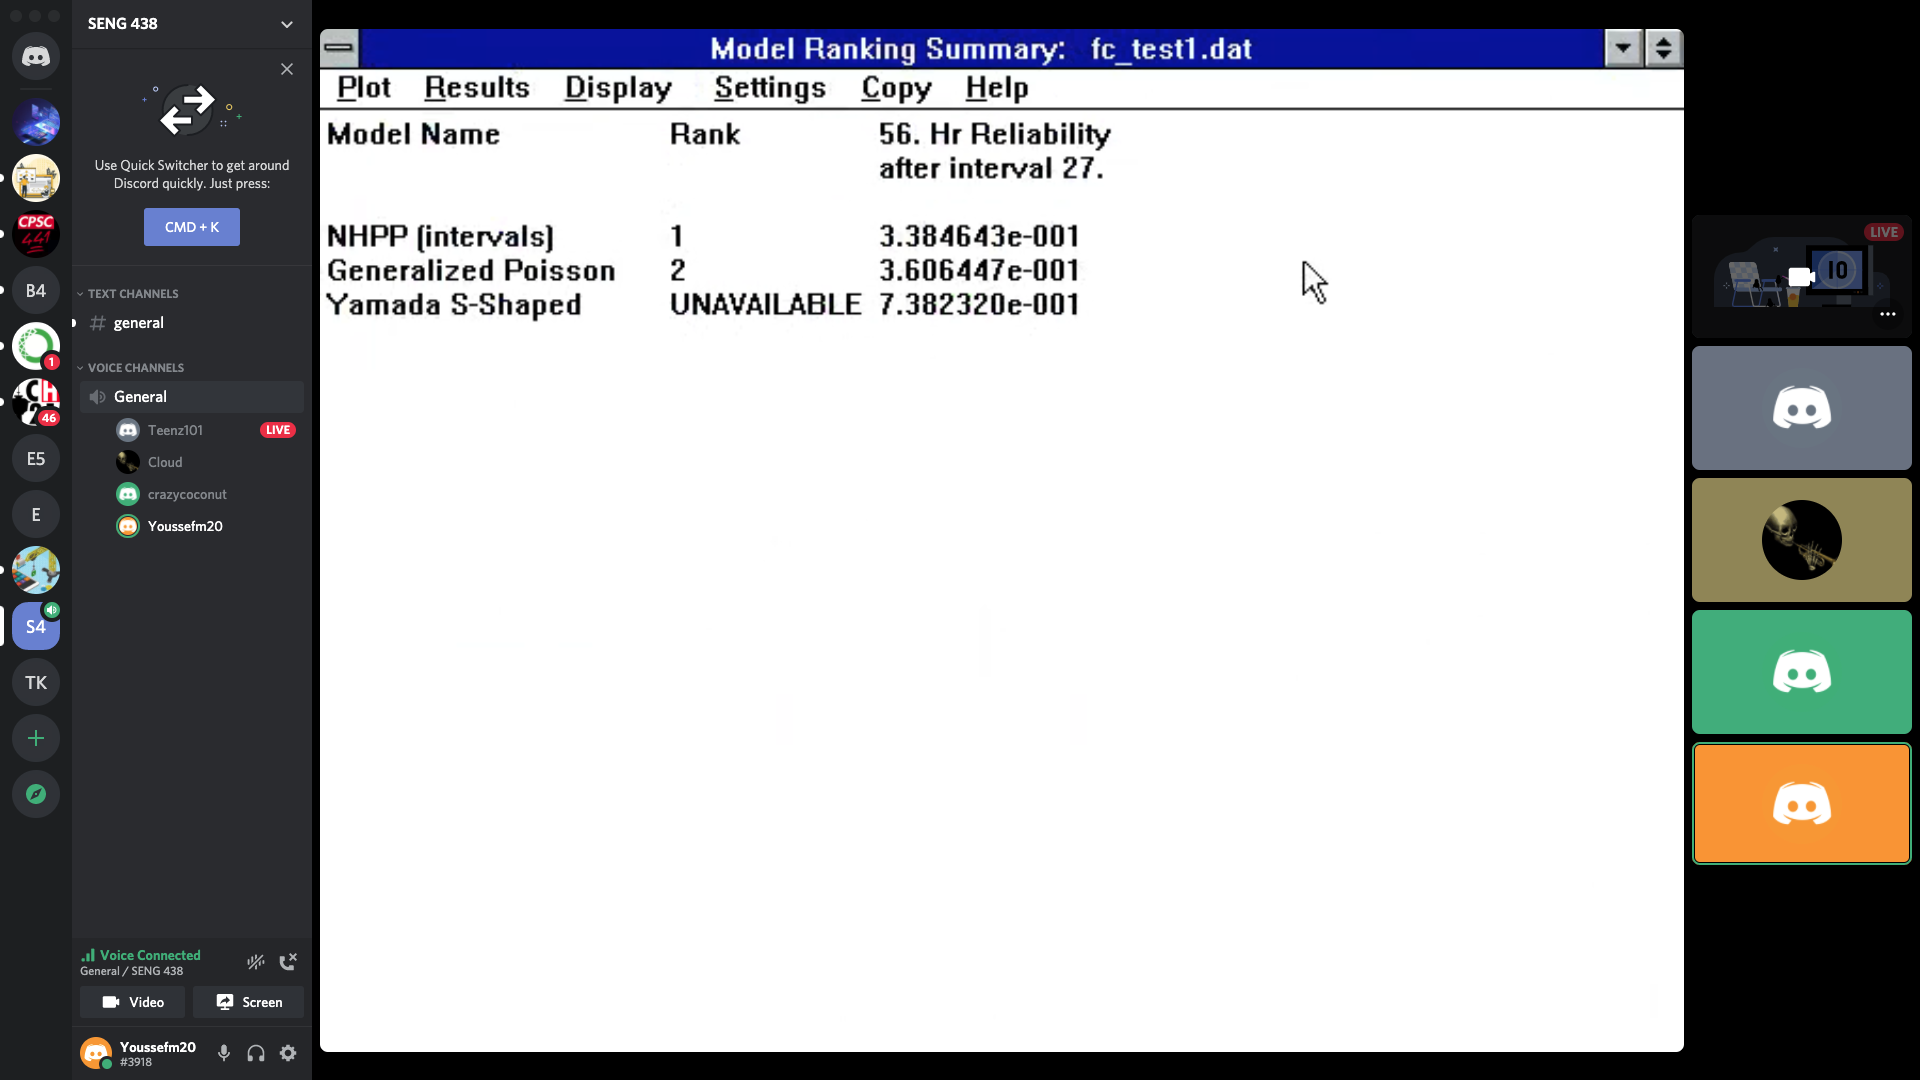 SENG 438
Use Quick Switcher to get around
Discord quickly. Just press:
CMD + K
TEXT CHANNELS
# general
VOICE CHANNELS
General
Teenz101 LIVE
Cloud
crazycoconut
Youssefm20
Voice Connected
General / SENG 438
Video Screen
Youssefm20
#3918
CPSC
441
B4
1
CH
46
E5
E
S4
TK
Model Ranking Summary: fc_test1.dat
Plot Results Display Settings Copy Help
Model Name Rank 56. Hr Reliability
after interval 27.
NHPP (intervals) 1 3.384643e-001
Generalized Poisson 2 3.606447e-001
Yamada S-Shaped UNAVAILABLE 7.382320e-001
LIVE
10